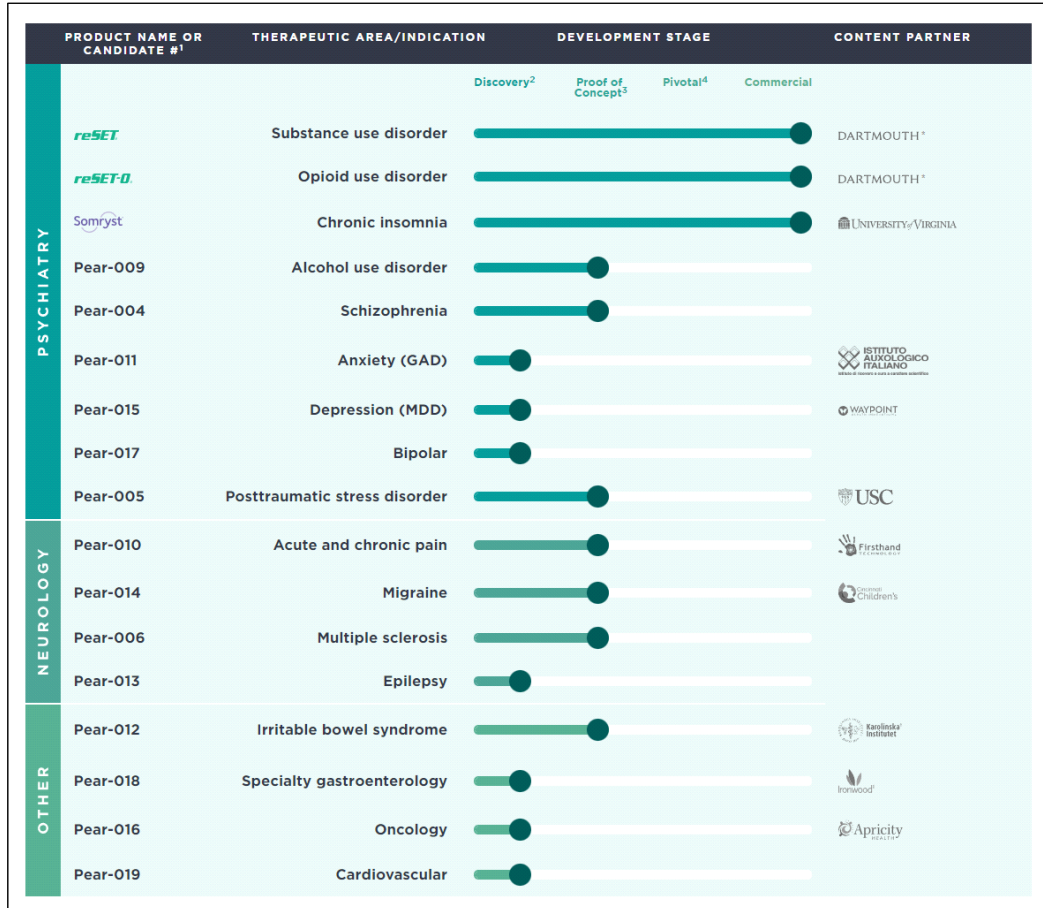 PRODUCT NAME OR CANDIDATE #1 THERAPEUTIC AREA/INDICATION DEVELOPMENT STAGE CONTENT PARTNER
Discovery2 Proof of Concept3 Pivotal4 Commercial
PSYCHIATRY
reSET Substance use disorder DARTMOUTH
reSET-O Opioid use disorder DARTMOUTH
Somryst Chronic insomnia UNIVERSITY of VIRGINIA
Pear-009 Alcohol use disorder
Pear-004 Schizophrenia
Pear-011 Anxiety (GAD) ISTITUTO AUXOLOGICO ITALIANO
Pear-015 Depression (MDD) WAYPOINT
Pear-017 Bipolar
Pear-005 Posttraumatic stress disorder USC
NEUROLOGY
Pear-010 Acute and chronic pain Firsthand TECHNOLOGY
Pear-014 Migraine Cincinnati Children's
Pear-006 Multiple sclerosis
Pear-013 Epilepsy
OTHER
Pear-012 Irritable bowel syndrome Karolinska Institutet
Pear-018 Specialty gastroenterology Ironwood
Pear-016 Oncology Apricity HEALTH
Pear-019 Cardiovascular